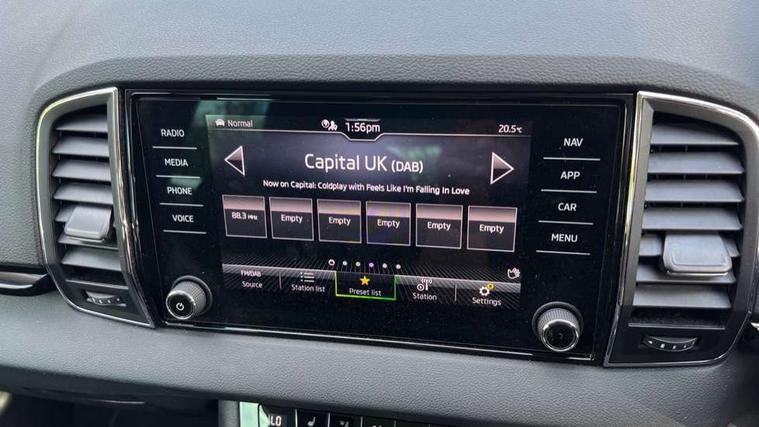 RADIO
MEDIA
PHONE
VOICE
Normal
1:56pm
20.5°C
Capital UK (DAB)
Now on Capital: Coldplay with Feels Like I'm Falling In Love
88.3 MHz
Empty
Empty
Empty
Empty
Empty
FM/DAB
Source
Station list
Preset list
Station
Settings
NAV
APP
CAR
MENU
LO